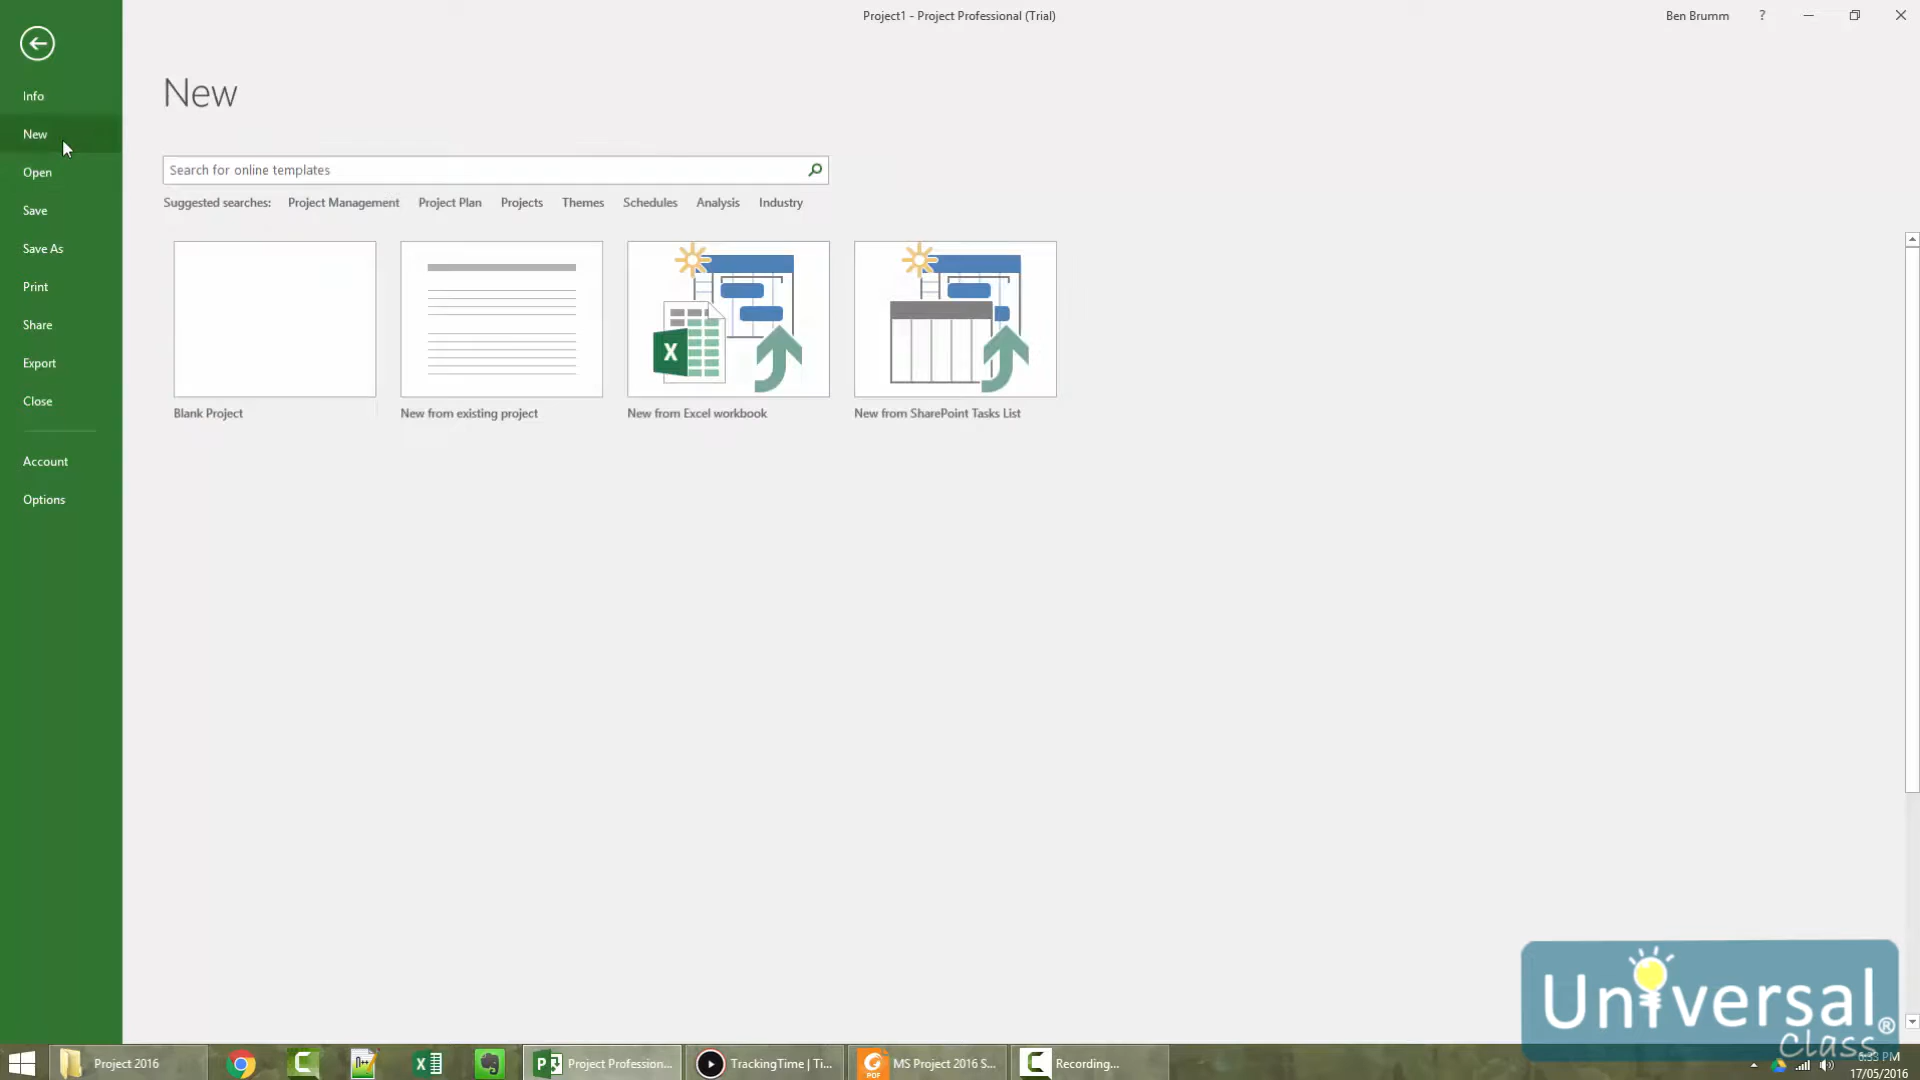 Project1 - Project Professional (Trial)
Ben Brumm
?
Info
New
Open
Save
Save As
Print
Share
Export
Close
Account
Options
New
Search for online templates
Suggested searches: Project Management Project Plan Projects Themes Schedules Analysis Industry
X
Blank Project
New from existing project
New from Excel workbook
New from SharePoint Tasks List
Universal®
Class
Project 2016
Project Profession...
TrackingTime | Ti...
MS Project 2016 S...
Recording...
6:33 PM
17/05/2016